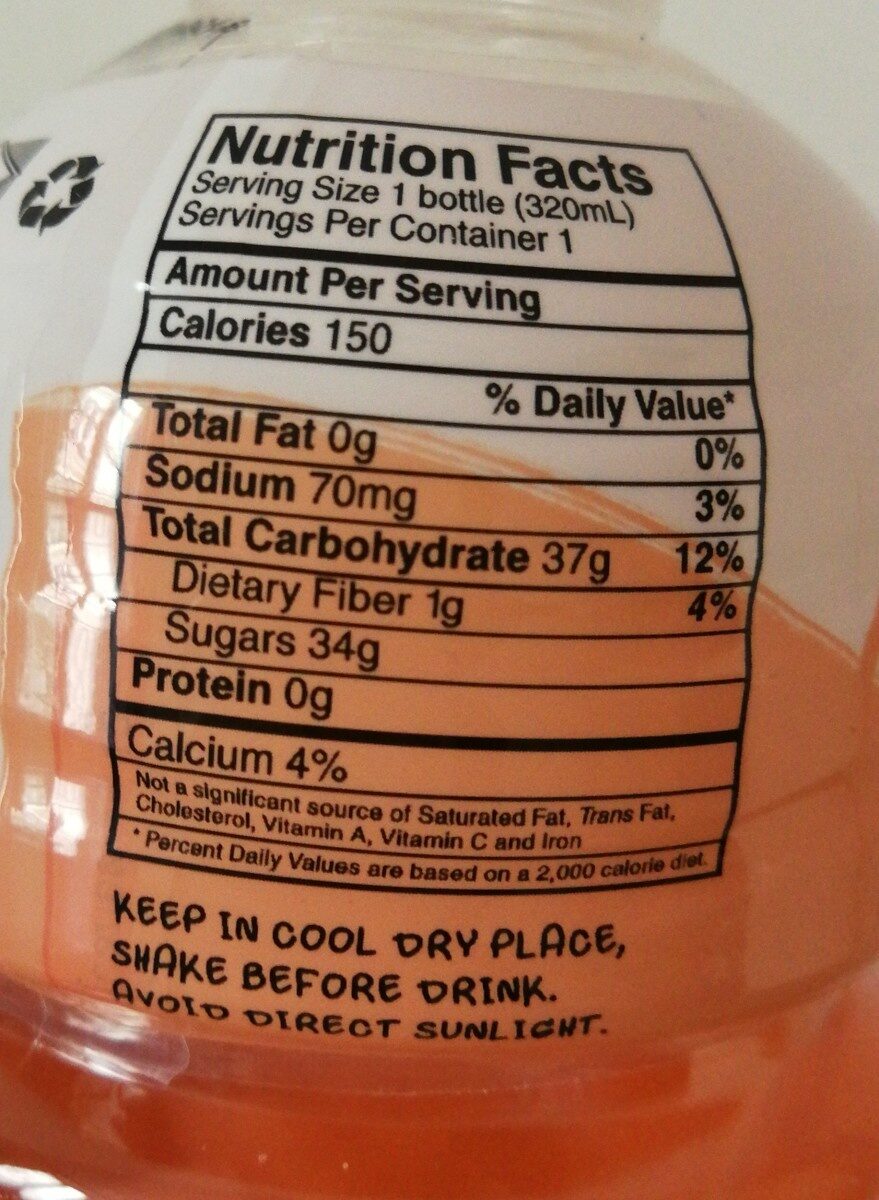 Nutrition Facts
Serving Size 1 bottle (320mL)
Servings Per Container 1
Amount Per Serving
Calories 150
% Daily Value*
Total Fat 0g 0%
Sodium 70mg 3%
Total Carbohydrate 37g 12%
Dietary Fiber 1g 4%
Sugars 34g
Protein 0g
Calcium 4%
Not a significant source of Saturated Fat, Trans Fat,
Cholesterol, Vitamin A, Vitamin C and Iron
* Percent Daily Values are based on a 2,000 calorie diet.
KEEP IN COOL DRY PLACE,
SHAKE BEFORE DRINK.
AVOID DIRECT SUNLIGHT.